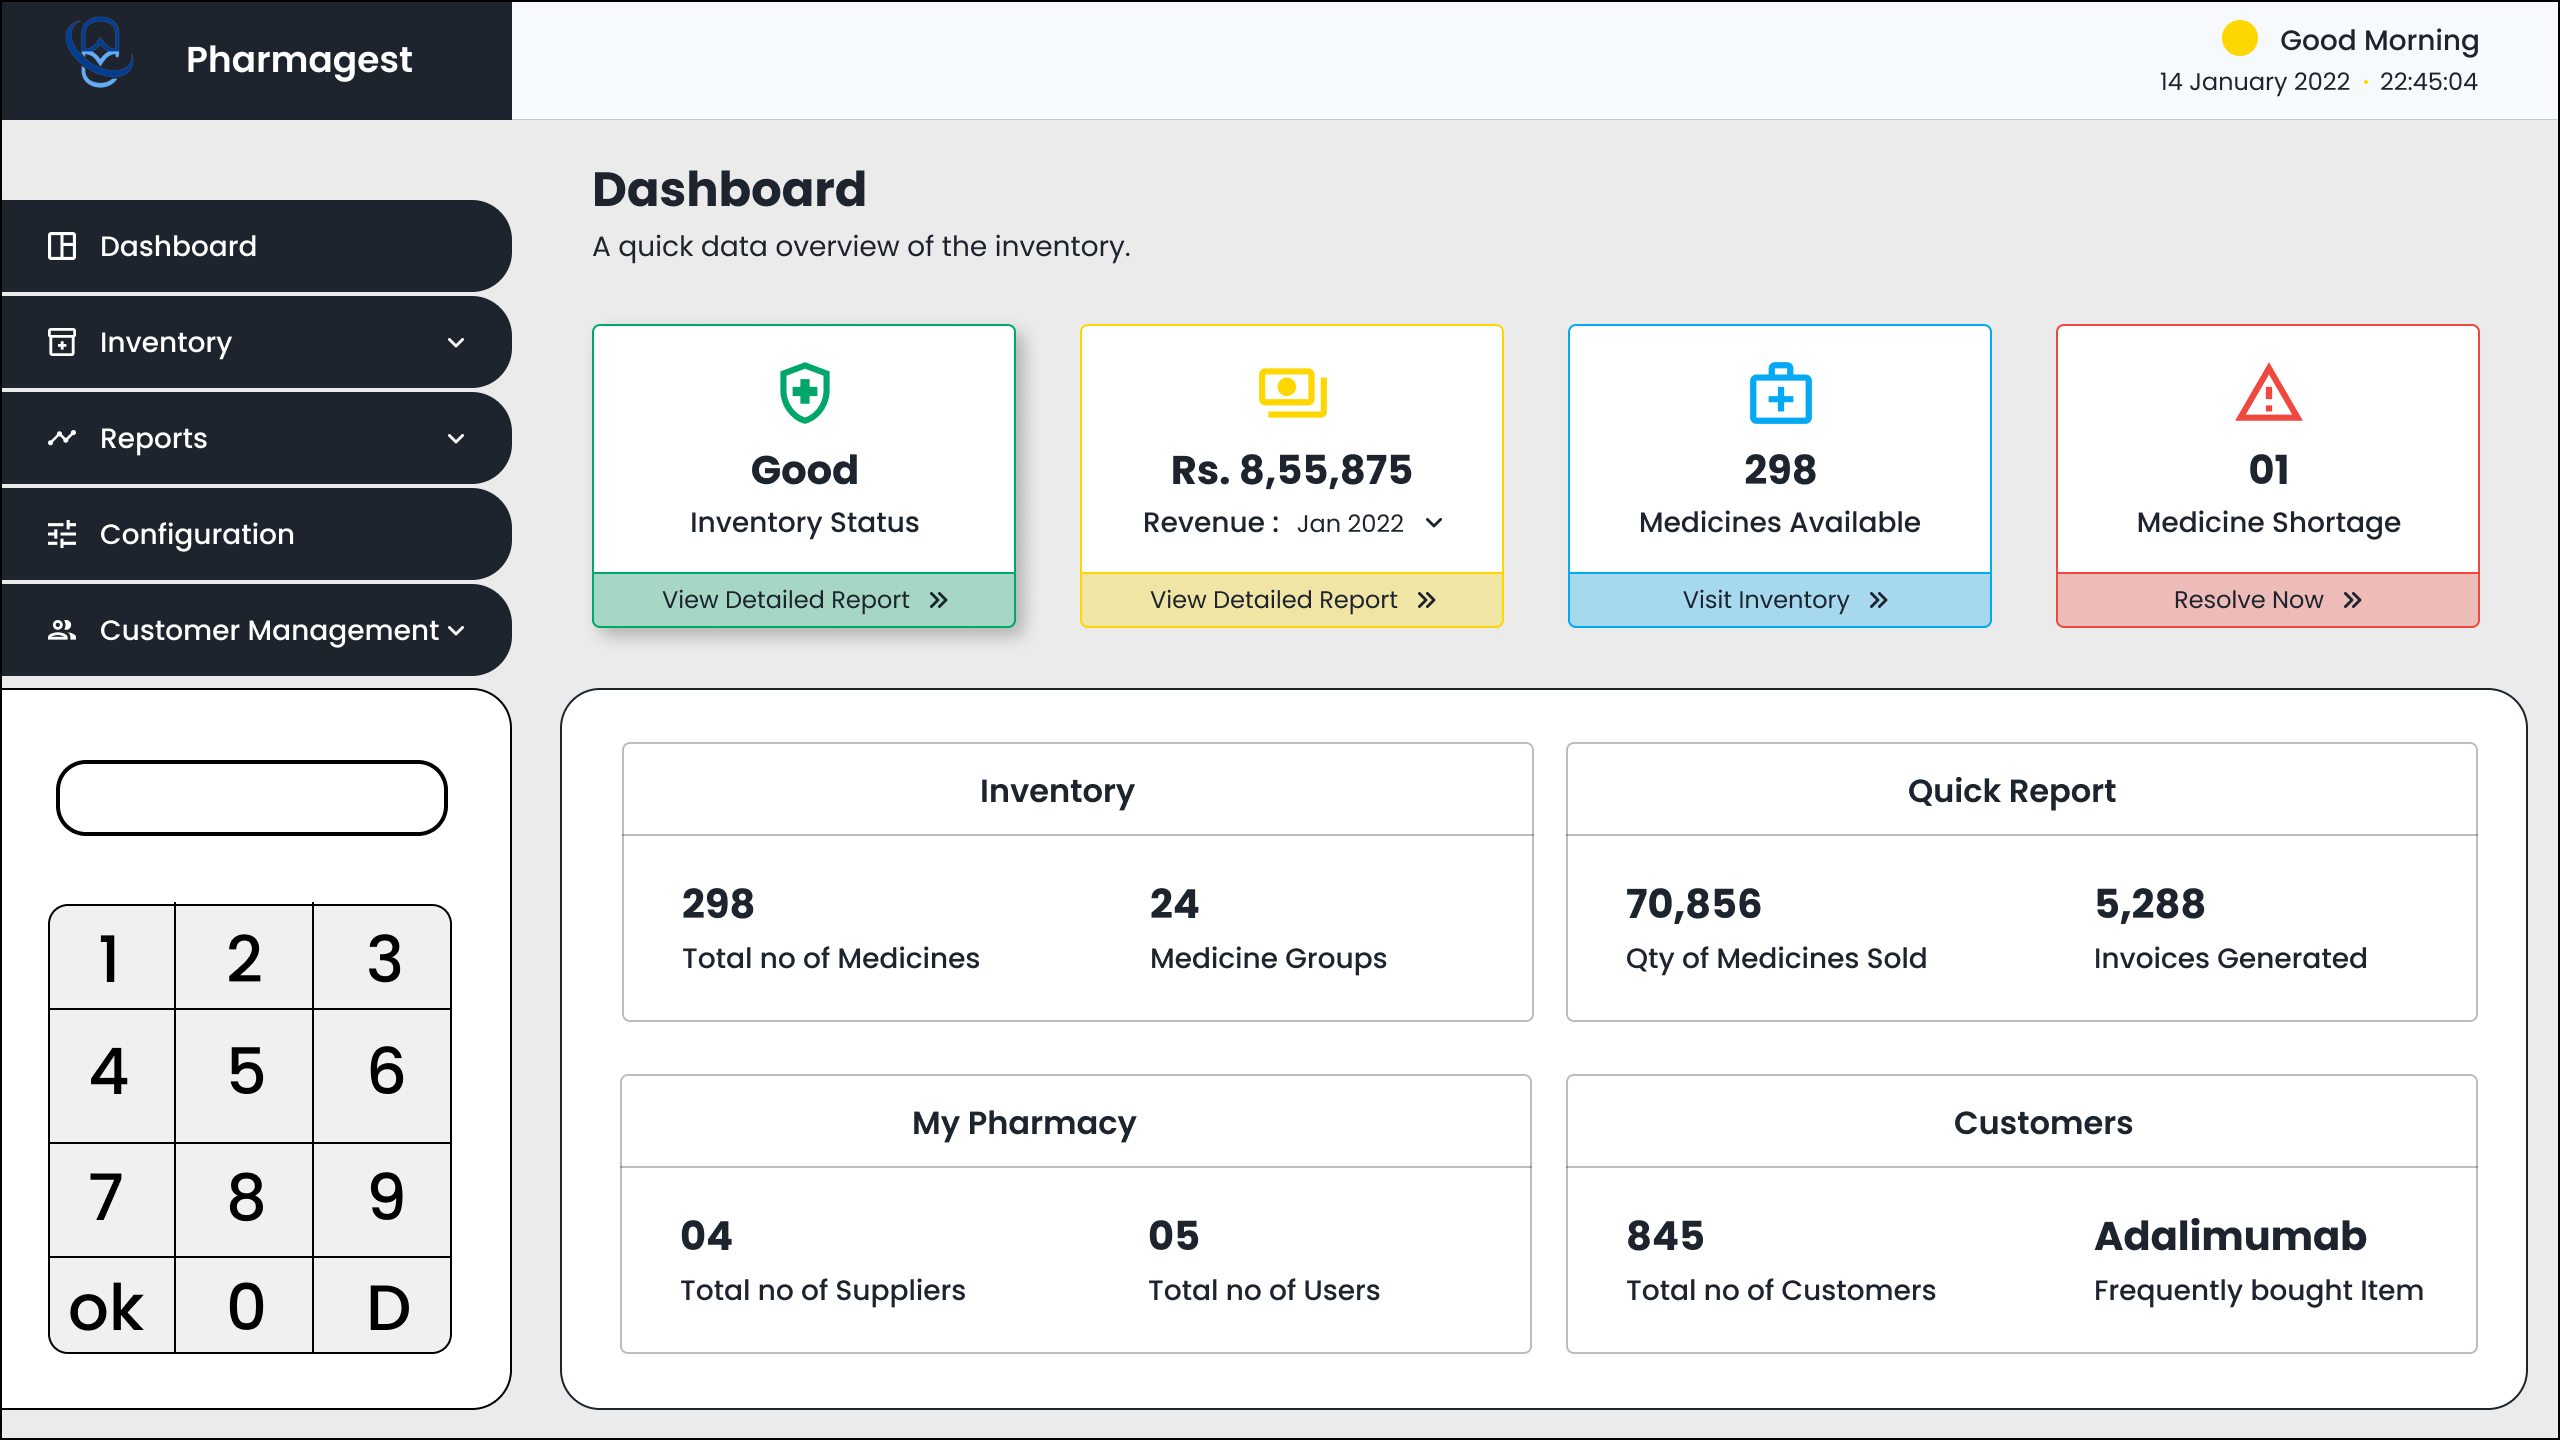 Pharmagest
Good Morning
14 January 2022 • 22:45:04
Dashboard
Inventory
Reports
Configuration
Customer Management
1 2 3
4 5 6
7 8 9
ok 0 D
Dashboard
A quick data overview of the inventory.
Good
Inventory Status
View Detailed Report »
Rs. 8,55,875
Revenue : Jan 2022
View Detailed Report »
298
Medicines Available
Visit Inventory »
01
Medicine Shortage
Resolve Now »
Inventory
298
Total no of Medicines
24
Medicine Groups
Quick Report
70,856
Qty of Medicines Sold
5,288
Invoices Generated
My Pharmacy
04
Total no of Suppliers
05
Total no of Users
Customers
845
Total no of Customers
Adalimumab
Frequently bought Item